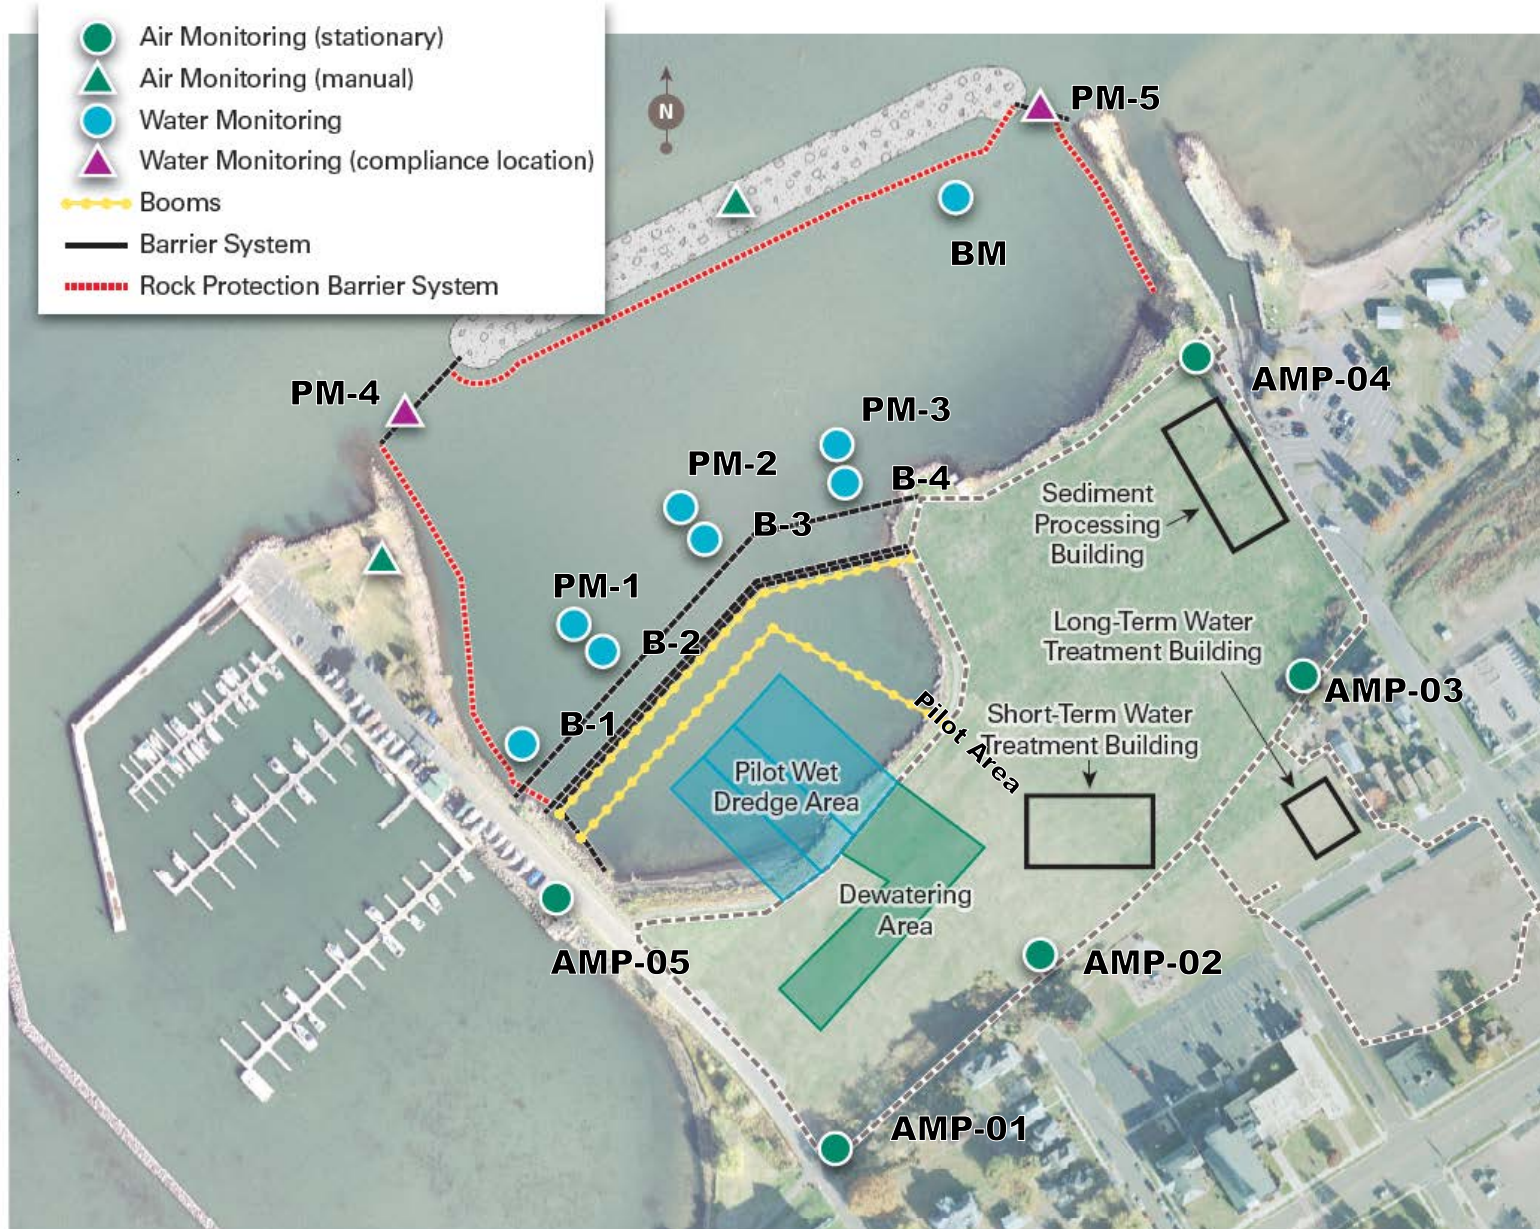 Air Monitoring (stationary)
Air Monitoring (manual)
Water Monitoring
Water Monitoring (compliance location)
Booms
Barrier System
Rock Protection Barrier System
N
PM-5
BM
PM-4
AMP-04
PM-3
PM-2
B-4
Sediment
Processing
Building
B-3
PM-1
B-2
Long-Term Water
Treatment Building
AMP-03
B-1
Pilot Area
Short-Term Water
Treatment Building
Pilot Wet
Dredge Area
Dewatering
Area
AMP-05
AMP-02
AMP-01